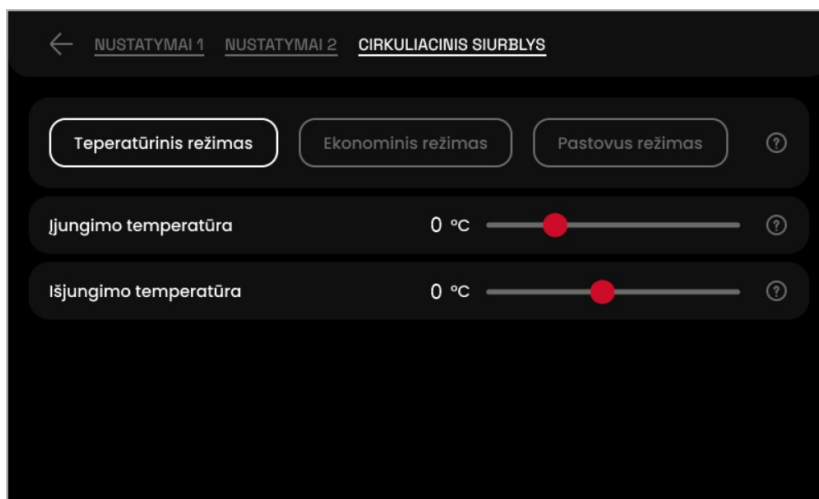 NUSTATYMAI 1 NUSTATYMAI 2 CIRKULIACINIS SIURBLYS
Teperatūrinis režimas Ekonominis režimas Pastovus režimas ?
Įjungimo temperatūra 0 °C ?
Išjungimo temperatūra 0 °C ?